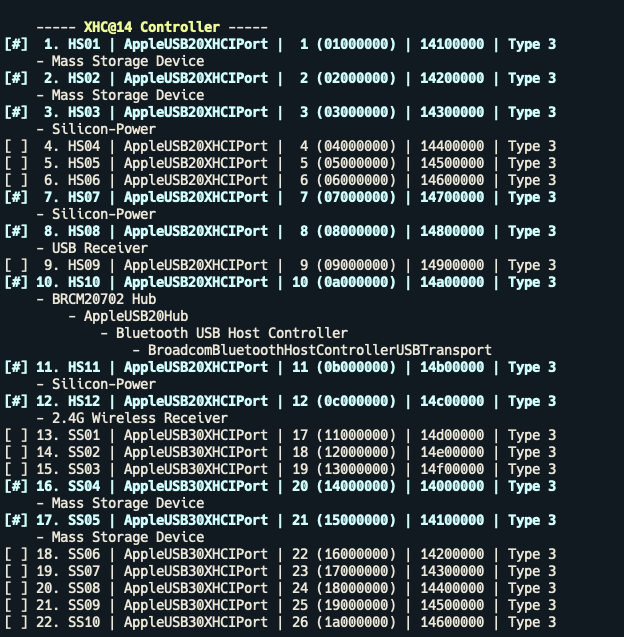 ----- XHC@14 Controller -----
[#]  1. HS01 | AppleUSB20XHCIPort |  1 (01000000) | 14100000 | Type 3
    - Mass Storage Device
[#]  2. HS02 | AppleUSB20XHCIPort |  2 (02000000) | 14200000 | Type 3
    - Mass Storage Device
[#]  3. HS03 | AppleUSB20XHCIPort |  3 (03000000) | 14300000 | Type 3
    - Silicon-Power
[ ]  4. HS04 | AppleUSB20XHCIPort |  4 (04000000) | 14400000 | Type 3
[ ]  5. HS05 | AppleUSB20XHCIPort |  5 (05000000) | 14500000 | Type 3
[ ]  6. HS06 | AppleUSB20XHCIPort |  6 (06000000) | 14600000 | Type 3
[#]  7. HS07 | AppleUSB20XHCIPort |  7 (07000000) | 14700000 | Type 3
    - Silicon-Power
[#]  8. HS08 | AppleUSB20XHCIPort |  8 (08000000) | 14800000 | Type 3
    - USB Receiver
[ ]  9. HS09 | AppleUSB20XHCIPort |  9 (09000000) | 14900000 | Type 3
[#] 10. HS10 | AppleUSB20XHCIPort | 10 (0a000000) | 14a00000 | Type 3
    - BRCM20702 Hub
        - AppleUSB20Hub
            - Bluetooth USB Host Controller
                - BroadcomBluetoothHostControllerUSBTransport
[#] 11. HS11 | AppleUSB20XHCIPort | 11 (0b000000) | 14b00000 | Type 3
    - Silicon-Power
[#] 12. HS12 | AppleUSB20XHCIPort | 12 (0c000000) | 14c00000 | Type 3
    - 2.4G Wireless Receiver
[ ] 13. SS01 | AppleUSB30XHCIPort | 17 (11000000) | 14d00000 | Type 3
[ ] 14. SS02 | AppleUSB30XHCIPort | 18 (12000000) | 14e00000 | Type 3
[ ] 15. SS03 | AppleUSB30XHCIPort | 19 (13000000) | 14f00000 | Type 3
[#] 16. SS04 | AppleUSB30XHCIPort | 20 (14000000) | 14000000 | Type 3
    - Mass Storage Device
[#] 17. SS05 | AppleUSB30XHCIPort | 21 (15000000) | 14100000 | Type 3
    - Mass Storage Device
[ ] 18. SS06 | AppleUSB30XHCIPort | 22 (16000000) | 14200000 | Type 3
[ ] 19. SS07 | AppleUSB30XHCIPort | 23 (17000000) | 14300000 | Type 3
[ ] 20. SS08 | AppleUSB30XHCIPort | 24 (18000000) | 14400000 | Type 3
[ ] 21. SS09 | AppleUSB30XHCIPort | 25 (19000000) | 14500000 | Type 3
[ ] 22. SS10 | AppleUSB30XHCIPort | 26 (1a000000) | 14600000 | Type 3